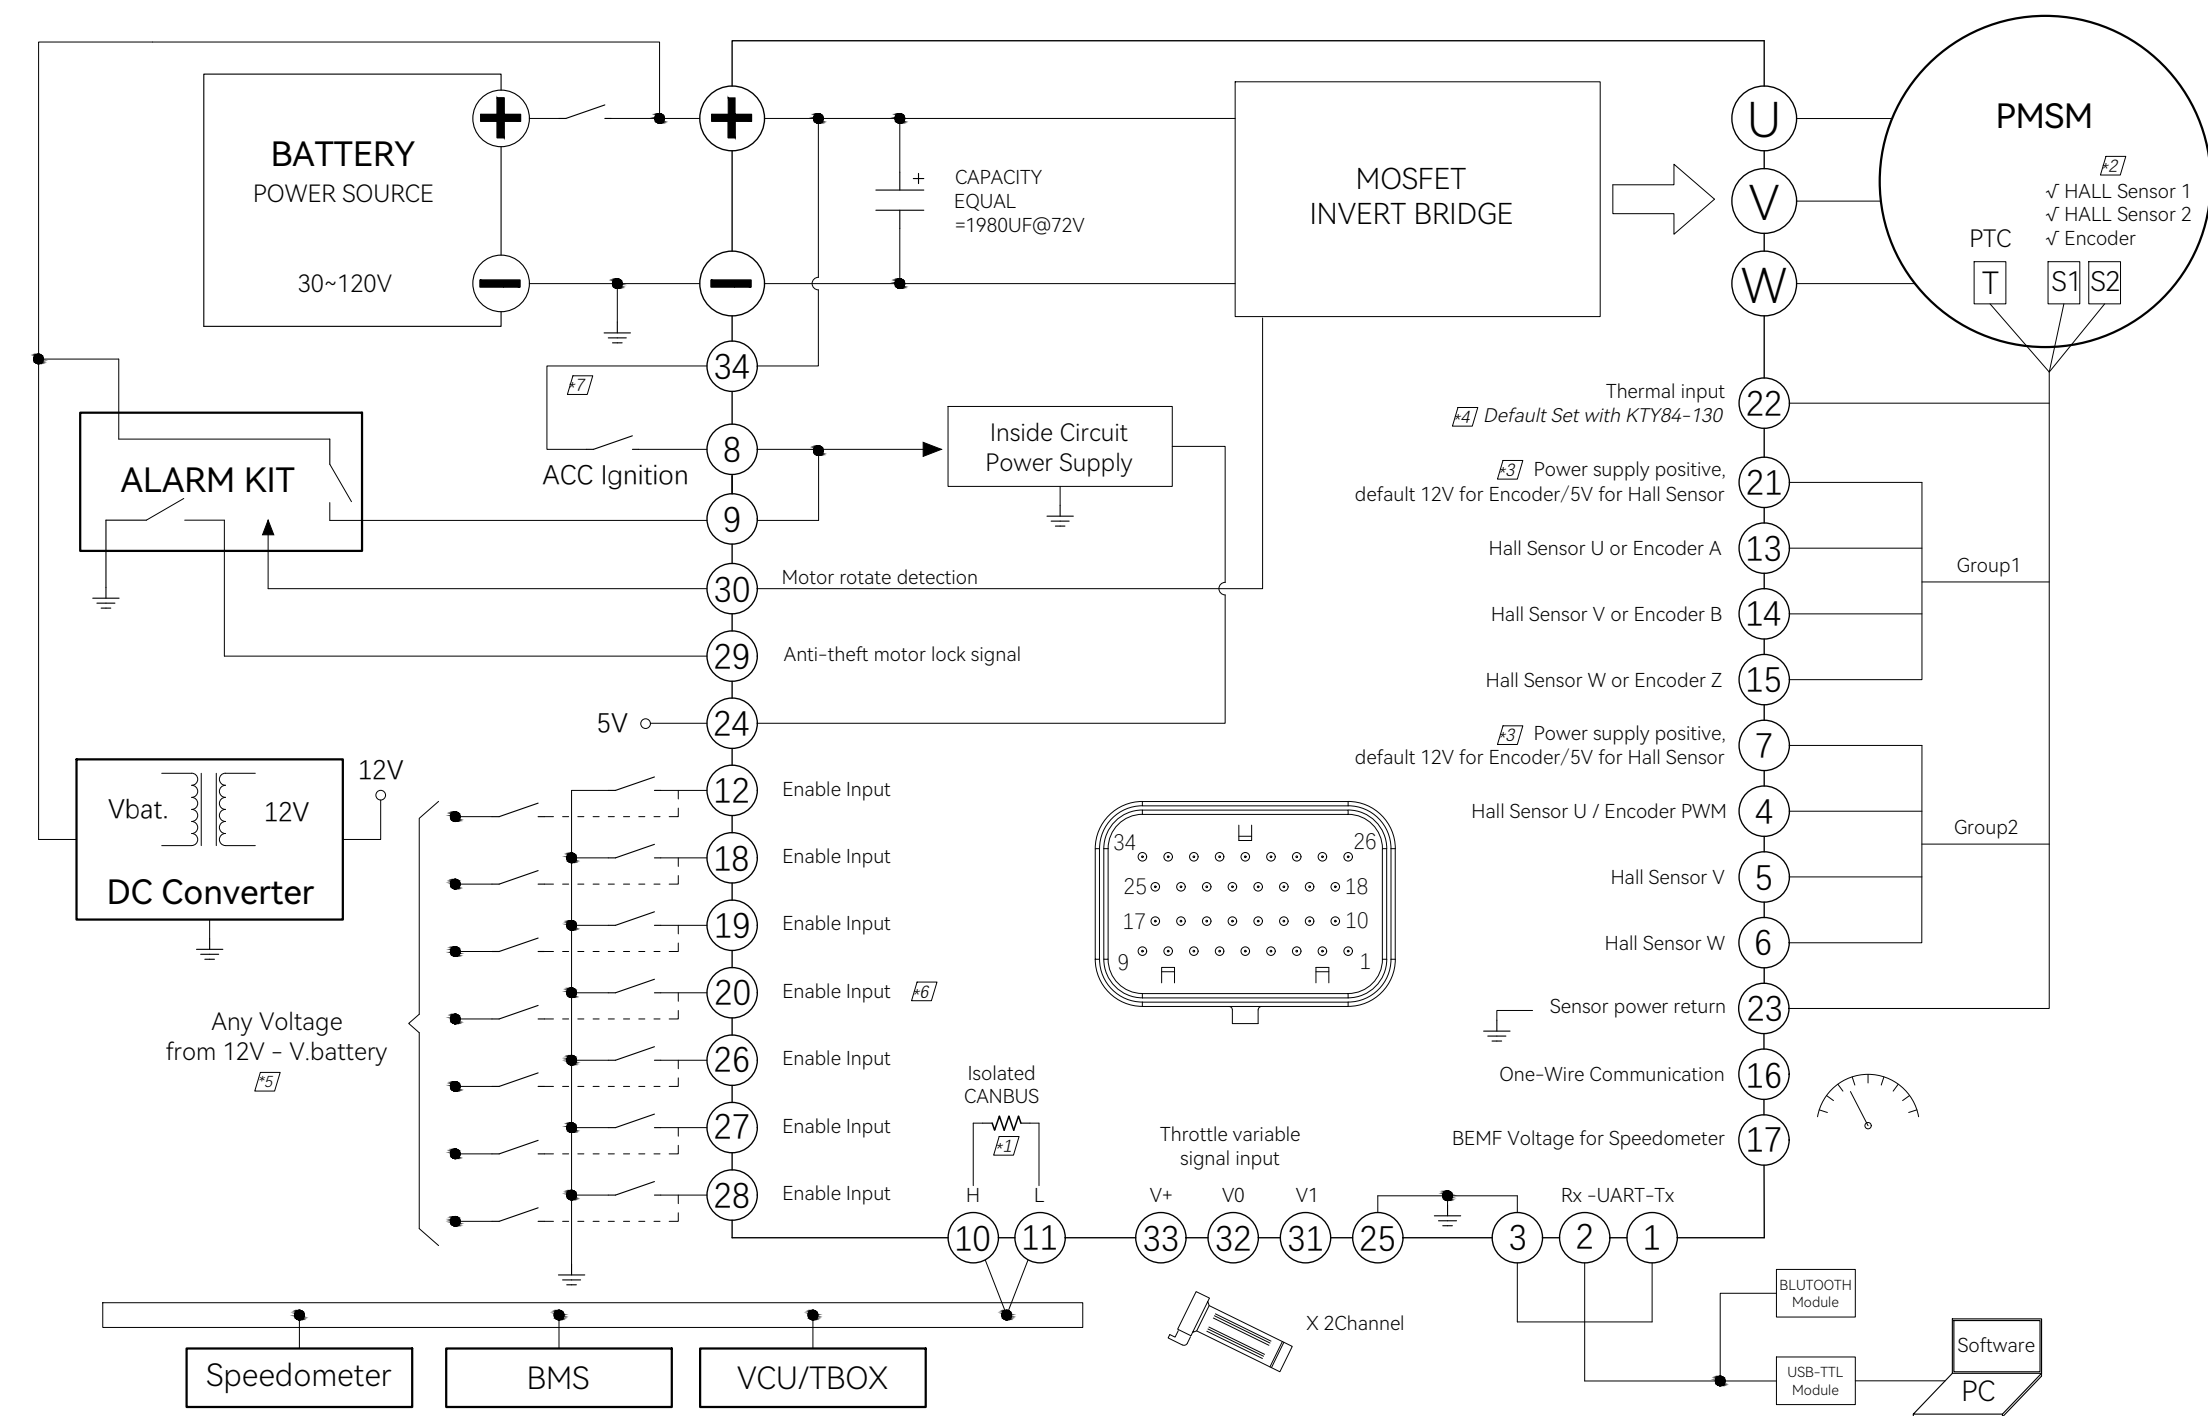 BATTERY
POWER SOURCE
30~120V
CAPACITY
EQUAL
=1980UF@72V
+
MOSFET
INVERT BRIDGE
U
V
W
PMSM
*2
√ HALL Sensor 1
√ HALL Sensor 2
√ Encoder
PTC
T
S1
S2
34
*7
8
ACC Ignition
Inside Circuit
Power Supply
ALARM KIT
9
30
Motor rotate detection
29
Anti-theft motor lock signal
5V
24
Vbat.
12V
12V
DC Converter
12
Enable Input
18
Enable Input
19
Enable Input
20
Enable Input
*6
26
Enable Input
27
Enable Input
28
Enable Input
Any Voltage
from 12V - V.battery
*5
Thermal input
*4 Default Set with KTY84-130
22
*3 Power supply positive,
default 12V for Encoder/5V for Hall Sensor
21
Hall Sensor U or Encoder A
13
Group1
Hall Sensor V or Encoder B
14
Hall Sensor W or Encoder Z
15
*3 Power supply positive,
default 12V for Encoder/5V for Hall Sensor
7
Hall Sensor U / Encoder PWM
4
Group2
Hall Sensor V
5
Hall Sensor W
6
Sensor power return
23
One-Wire Communication
16
BEMF Voltage for Speedometer
17
34
26
25
18
17
10
9
1
Isolated
CANBUS
*1
H
L
10
11
Throttle variable
signal input
V+
V0
V1
33
32
31
25
Rx -UART-Tx
3
2
1
X 2Channel
BLUTOOTH
Module
USB-TTL
Module
Software
PC
Speedometer
BMS
VCU/TBOX